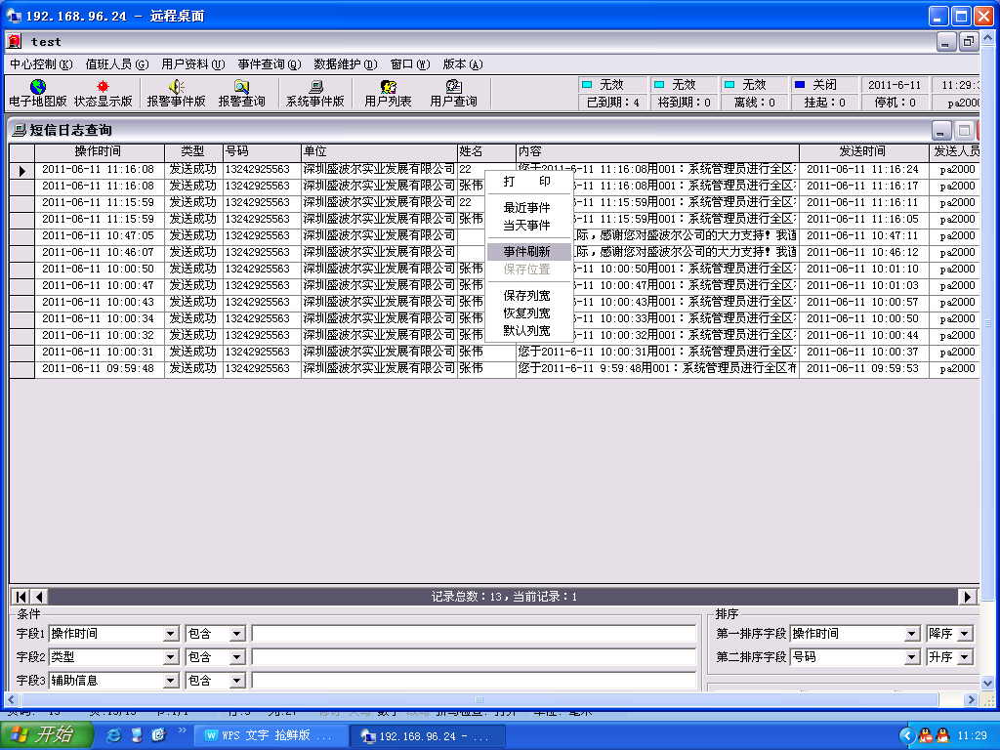 192.168.96.24 - 远程桌面
test
中心控制(K) 值班人员(G) 用户资料(U) 事件查询(Q) 数据维护(D) 窗口(W) 版本(A)
电子地图版 状态显示版 报警事件版 报警查询 系统事件版 用户列表 用户查询
无效 无效 无效 关闭 2011-6-11 11:29:
已到期:4 将到期:0 离线:0 挂起:0 停机:0 pa2000
短信日志查询
操作时间 类型 号码 单位 姓名 内容 发送时间 发送人员
2011-06-11 11:16:08 发送成功 13242925563 深圳盛波尔实业发展有限公司 22 您于2011-6-11 11:16:08用001:系统管理员进行全区 2011-06-11 11:16:24 pa2000
2011-06-11 11:16:08 发送成功 13242925563 深圳盛波尔实业发展有限公司 张伟 -11 11:16:08用001:系统管理员进行全区 2011-06-11 11:16:17 pa2000
2011-06-11 11:15:59 发送成功 13242925563 深圳盛波尔实业发展有限公司 22 -11 11:15:59用001:系统管理员进行全区 2011-06-11 11:16:11 pa2000
2011-06-11 11:15:59 发送成功 13242925563 深圳盛波尔实业发展有限公司 张伟 -11 11:15:59用001:系统管理员进行全区 2011-06-11 11:16:05 pa2000
2011-06-11 10:47:05 发送成功 13242925563 深圳盛波尔实业发展有限公司 际,感谢您对盛波尔公司的大力支持!我 2011-06-11 10:47:11 pa2000
2011-06-11 10:46:07 发送成功 13242925563 深圳盛波尔实业发展有限公司 际,感谢您对盛波尔公司的大力支持!我 2011-06-11 10:46:12 pa2000
2011-06-11 10:00:50 发送成功 13242925563 深圳盛波尔实业发展有限公司 张伟 -11 10:00:50用001:系统管理员进行全区 2011-06-11 10:01:10 pa2000
2011-06-11 10:00:47 发送成功 13242925563 深圳盛波尔实业发展有限公司 张伟 -11 10:00:47用001:系统管理员进行全区 2011-06-11 10:01:03 pa2000
2011-06-11 10:00:43 发送成功 13242925563 深圳盛波尔实业发展有限公司 张伟 -11 10:00:43用001:系统管理员进行全区 2011-06-11 10:00:57 pa2000
2011-06-11 10:00:34 发送成功 13242925563 深圳盛波尔实业发展有限公司 张伟 -11 10:00:33用001:系统管理员进行全区 2011-06-11 10:00:50 pa2000
2011-06-11 10:00:32 发送成功 13242925563 深圳盛波尔实业发展有限公司 张伟 -11 10:00:32用001:系统管理员进行全区 2011-06-11 10:00:44 pa2000
2011-06-11 10:00:31 发送成功 13242925563 深圳盛波尔实业发展有限公司 张伟 您于2011-6-11 10:00:31用001:系统管理员进行全区 2011-06-11 10:00:37 pa2000
2011-06-11 09:59:48 发送成功 13242925563 深圳盛波尔实业发展有限公司 张伟 您于2011-6-11 9:59:48用001:系统管理员进行全区布 2011-06-11 09:59:53 pa2000
打 印
最近事件
当天事件
事件刷新
保存位置
保存列宽
恢复列宽
默认列宽
记录总数:13,当前记录:1
条件
字段1 操作时间 包含
字段2 类型 包含
字段3 辅助信息 包含
排序
第一排序字段 操作时间 降序
第二排序字段 号码 升序
开始 WPS 文字 抢鲜版 ... 192.168.96.24 - ... 11:29